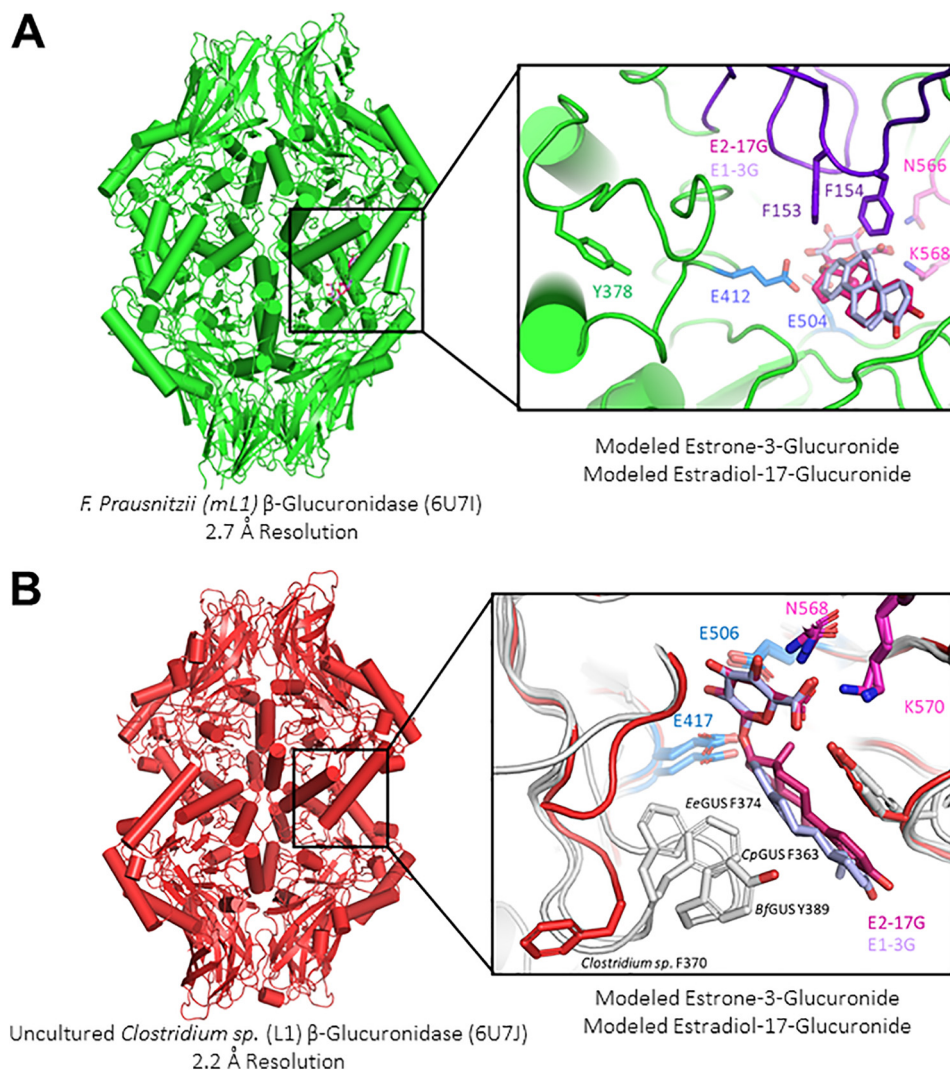 A
E2-17G
E1-3G
F154
F153
N566
K568
Y378
E412
E504
Modeled Estrone-3-Glucuronide
Modeled Estradiol-17-Glucuronide
F. Prausnitzii (mL1) β-Glucuronidase (6U7I)
2.7 Å Resolution
B
N568
E506
K570
E417
EeGUS F374
CpGUS F363
BfGUS Y389
E2-17G
E1-3G
Clostridium sp. F370
Modeled Estrone-3-Glucuronide
Modeled Estradiol-17-Glucuronide
Uncultured Clostridium sp. (L1) β-Glucuronidase (6U7J)
2.2 Å Resolution